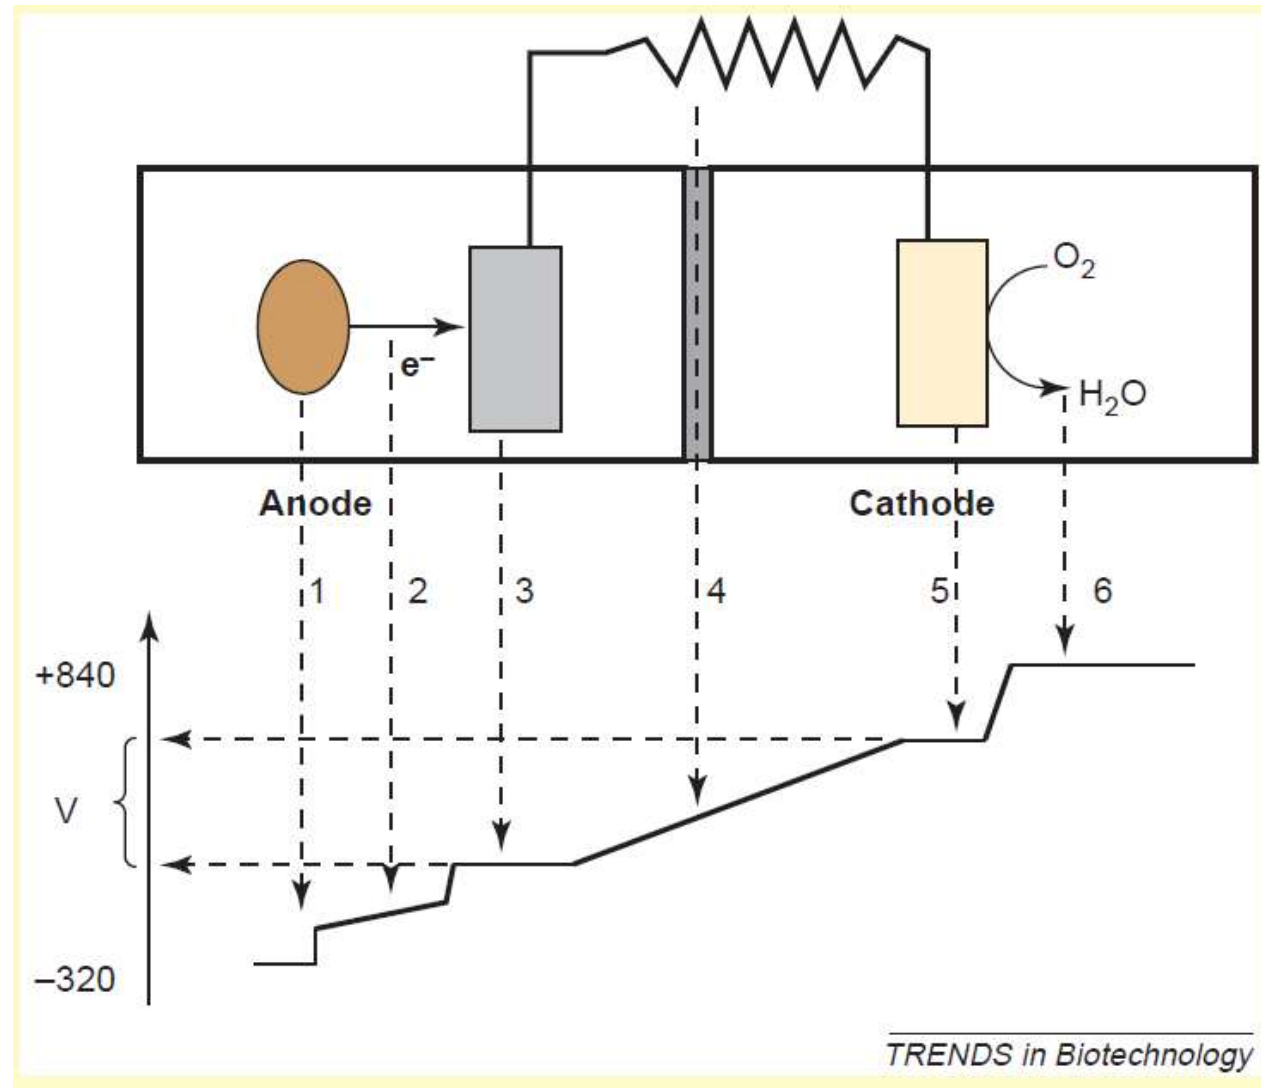 O2
e–
H2O
Anode
Cathode
1 2 3 4 5 6
+840
V
–320
TRENDS in Biotechnology